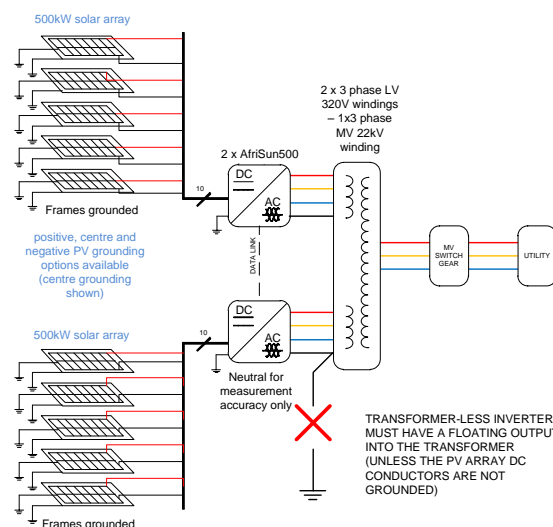 500kW solar array
Frames grounded
positive, centre and
negative PV grounding
options available
(centre grounding
shown)
500kW solar array
Frames grounded
10
10
2 x AfriSun500
DC
AC
DATA LINK
DC
AC
Neutral for
measurement
accuracy only
2 x 3 phase LV
320V windings
– 1x3 phase
MV 22kV
winding
MV
SWITCH
GEAR
UTILITY
TRANSFORMER-LESS INVERTER
MUST HAVE A FLOATING OUTPUT
INTO THE TRANSFORMER
(UNLESS THE PV ARRAY DC
CONDUCTORS ARE NOT
GROUNDED)